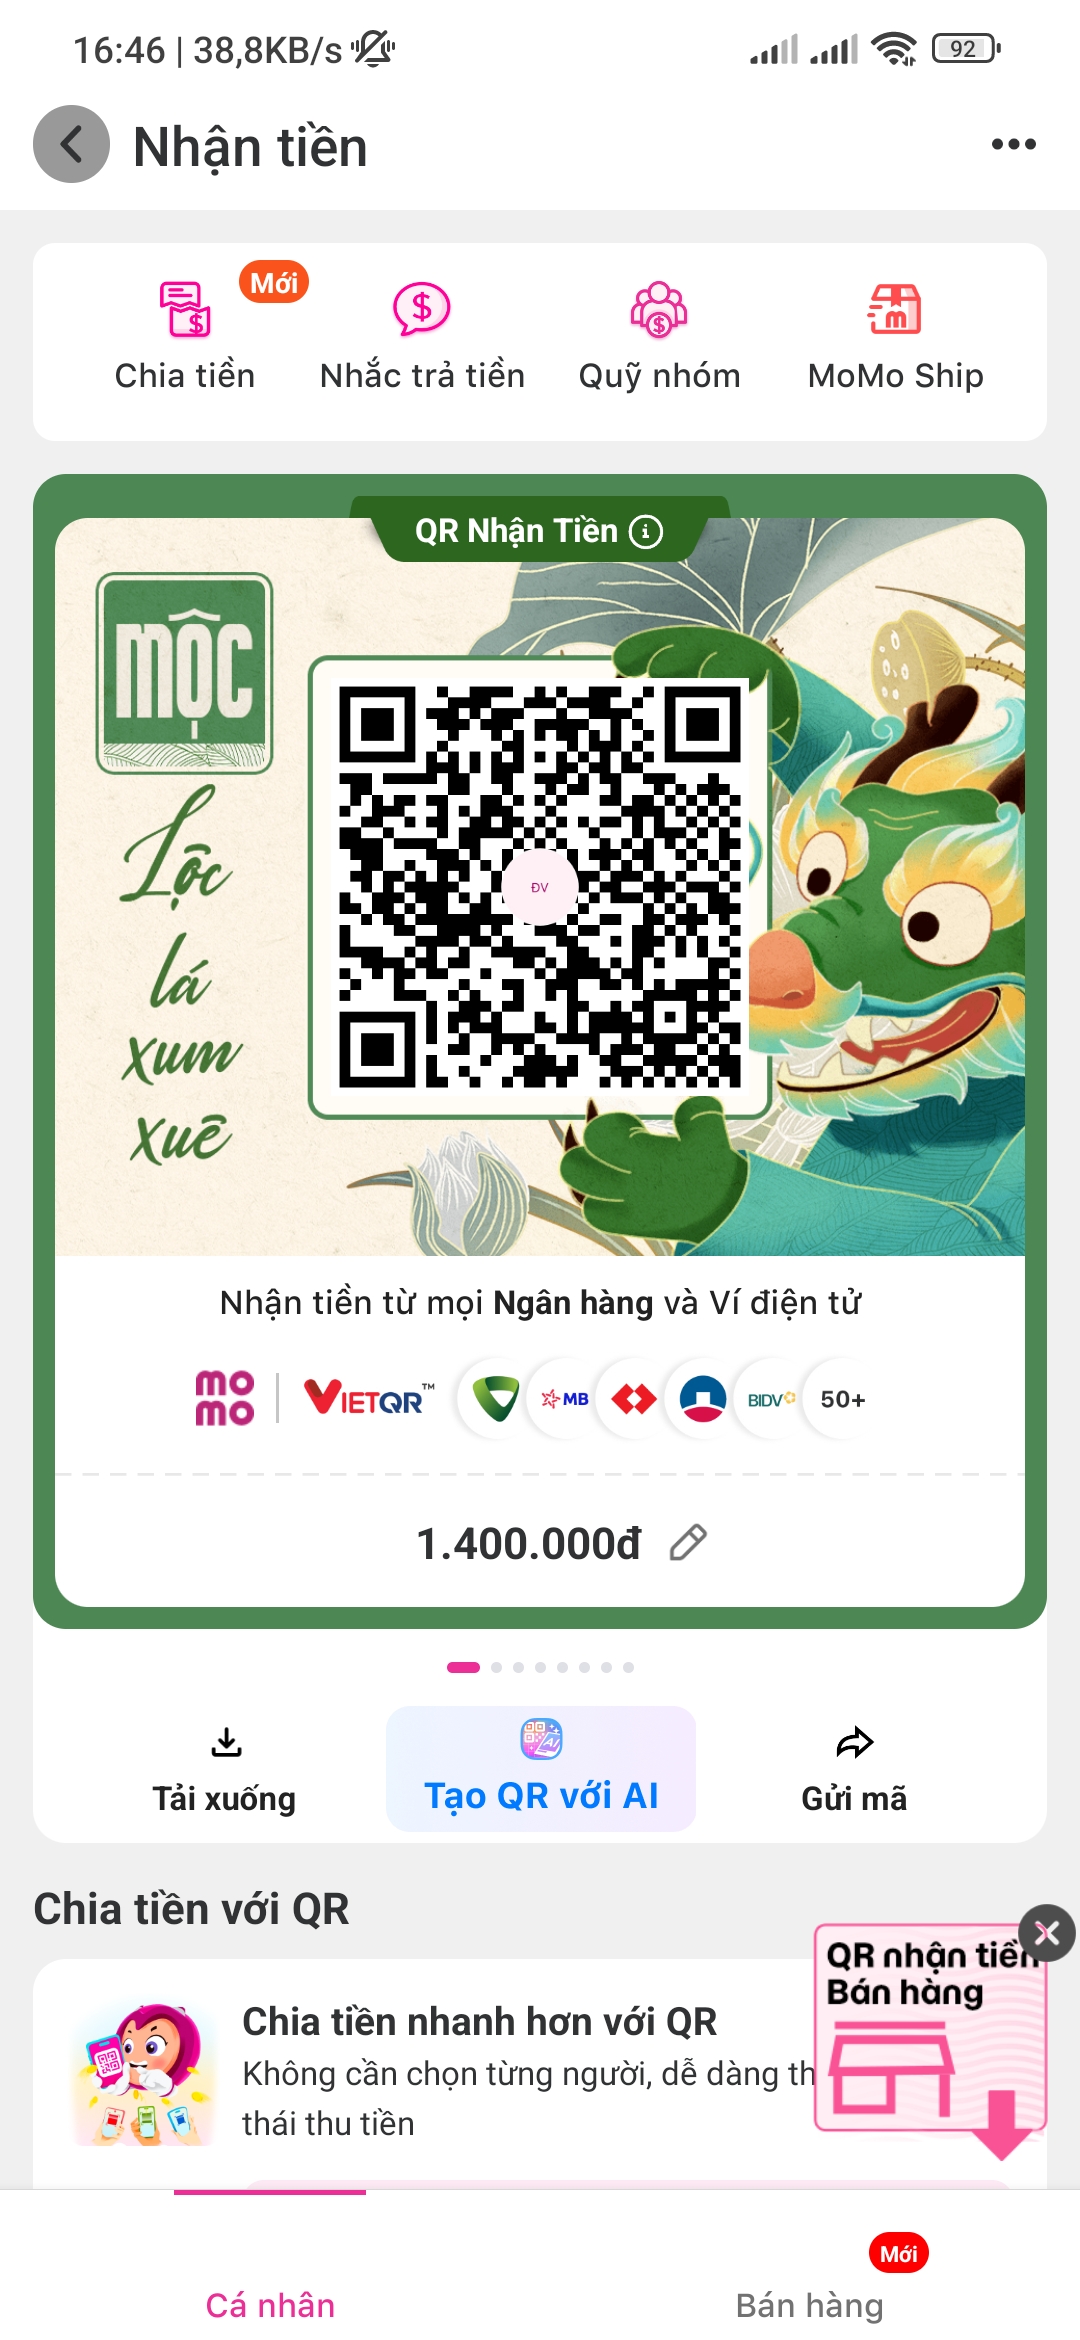 16:46 | 38,8KB/s
92
Nhận tiền
Mới
Chia tiền
Nhắc trả tiền
Quỹ nhóm
MoMo Ship
QR Nhận Tiền
MỘC
Lộc
lá
xum
xuê
ĐV
Nhận tiền từ mọi Ngân hàng và Ví điện tử
mo
mo
VIETQR™
MB
BIDV
50+
1.400.000đ
Tải xuống
Tạo QR với AI
Gửi mã
Chia tiền với QR
QR nhận tiền
Bán hàng
Chia tiền nhanh hơn với QR
Không cần chọn từng người, dễ dàng th
thái thu tiền
Mới
Cá nhân
Bán hàng